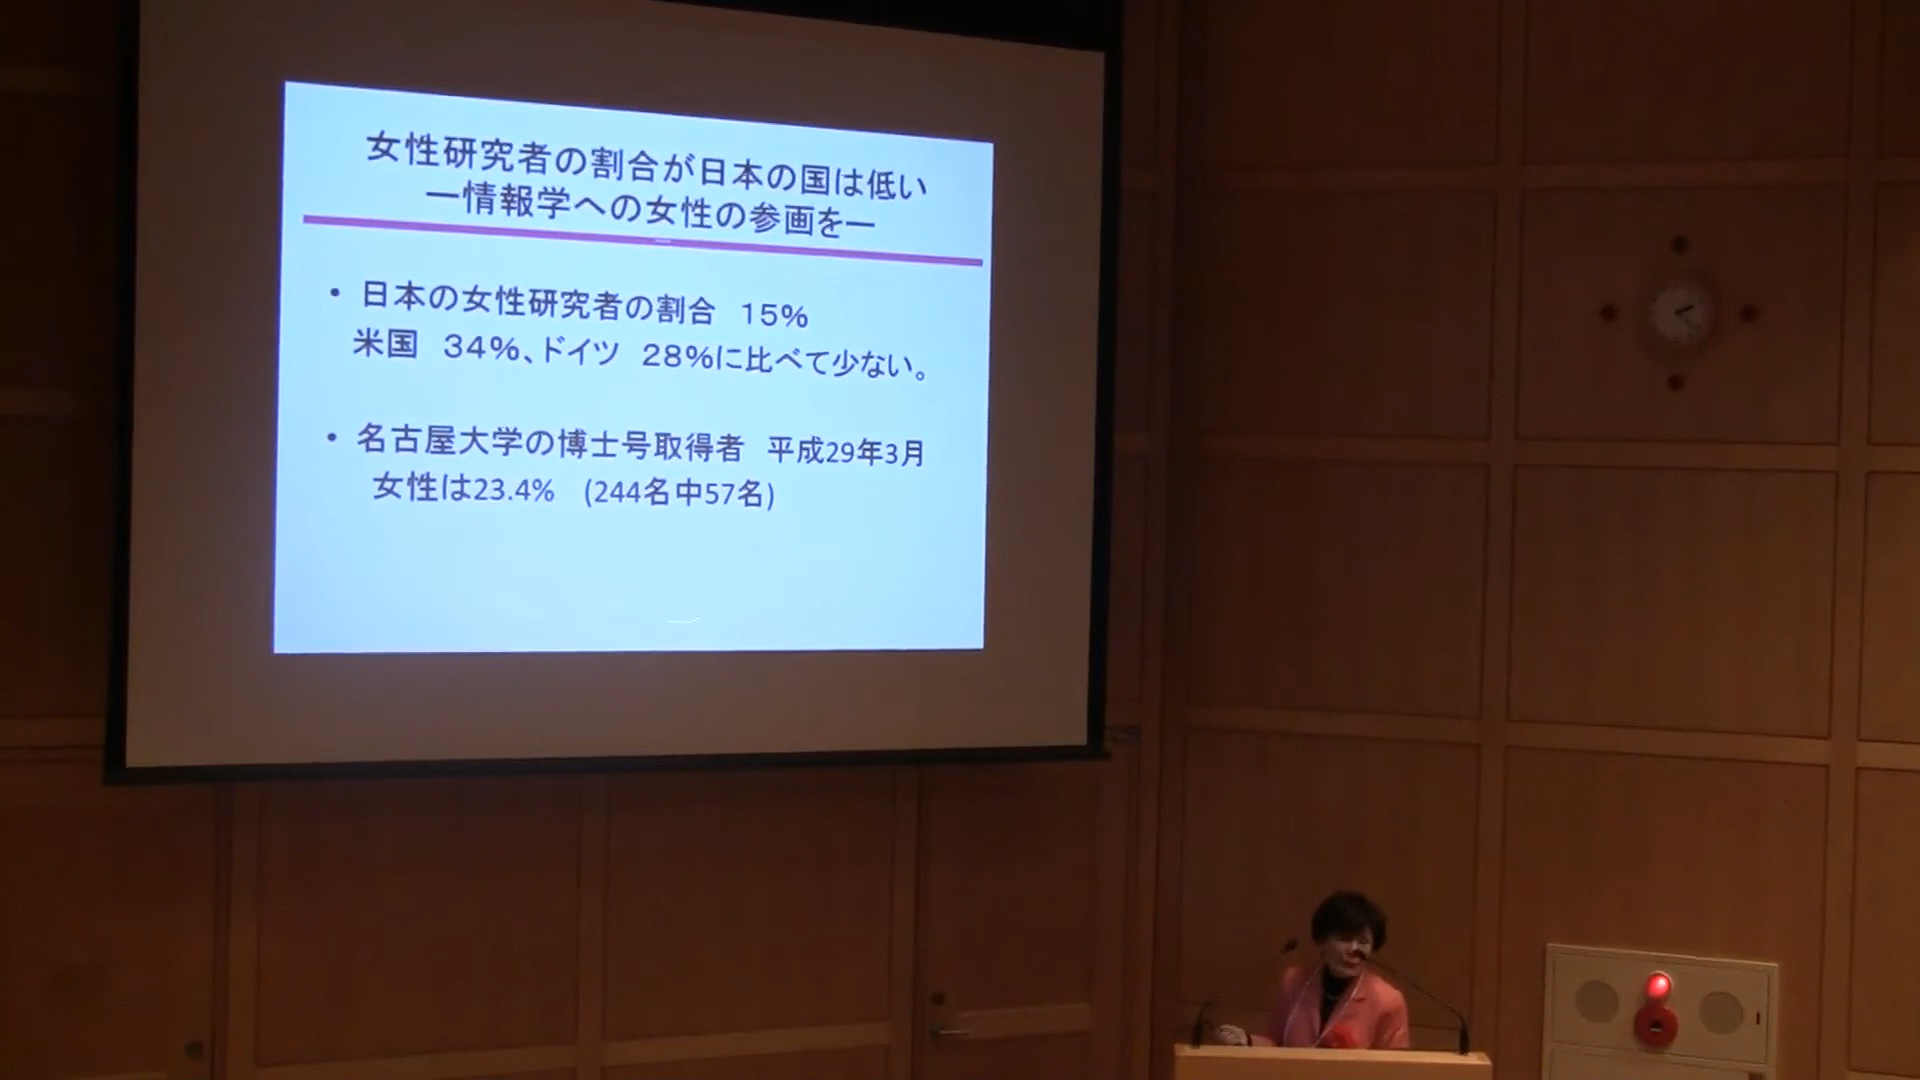 女性研究者の割合が日本の国は低い
ー情報学への女性の参画をー
・日本の女性研究者の割合　15%
米国　34%、ドイツ　28%に比べて少ない。
・名古屋大学の博士号取得者　平成29年3月
女性は23.4%　(244名中57名)